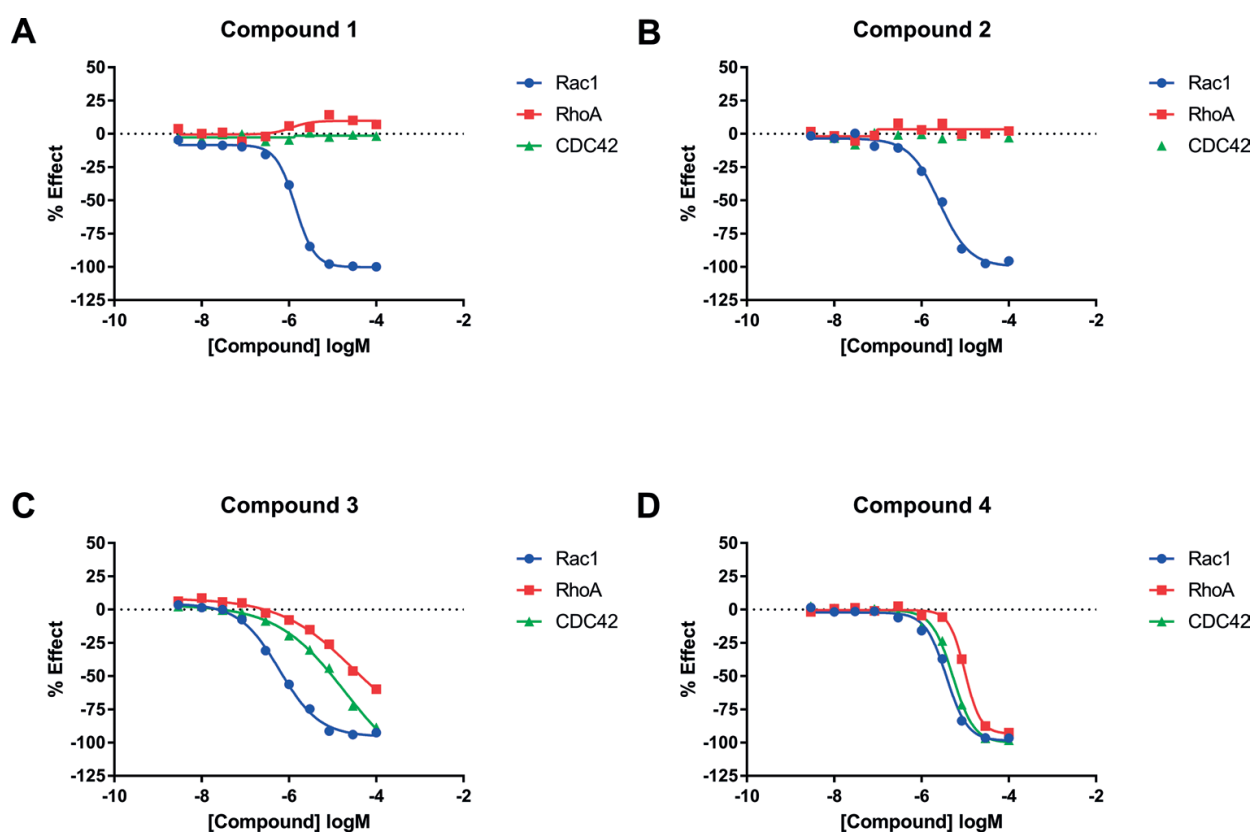 A
Compound 1
50
25
0
-25
-50
-75
-100
-125
% Effect
-10 -8 -6 -4 -2
[Compound] logM
Rac1
RhoA
CDC42
B
Compound 2
50
25
0
-25
-50
-75
-100
-125
% Effect
-10 -8 -6 -4 -2
[Compound] logM
Rac1
RhoA
CDC42
C
Compound 3
50
25
0
-25
-50
-75
-100
-125
% Effect
-10 -8 -6 -4 -2
[Compound] logM
Rac1
RhoA
CDC42
D
Compound 4
50
25
0
-25
-50
-75
-100
-125
% Effect
-10 -8 -6 -4 -2
[Compound] logM
Rac1
RhoA
CDC42